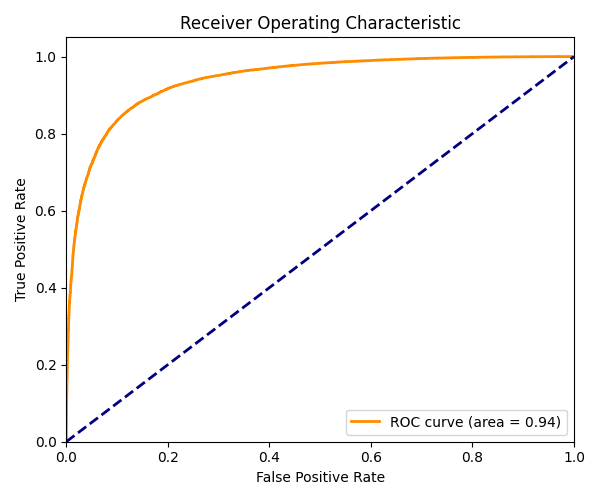 Receiver Operating Characteristic
True Positive Rate
1.0
0.8
0.6
0.4
0.2
0.0
ROC curve (area = 0.94)
0.0 0.2 0.4 0.6 0.8 1.0
False Positive Rate